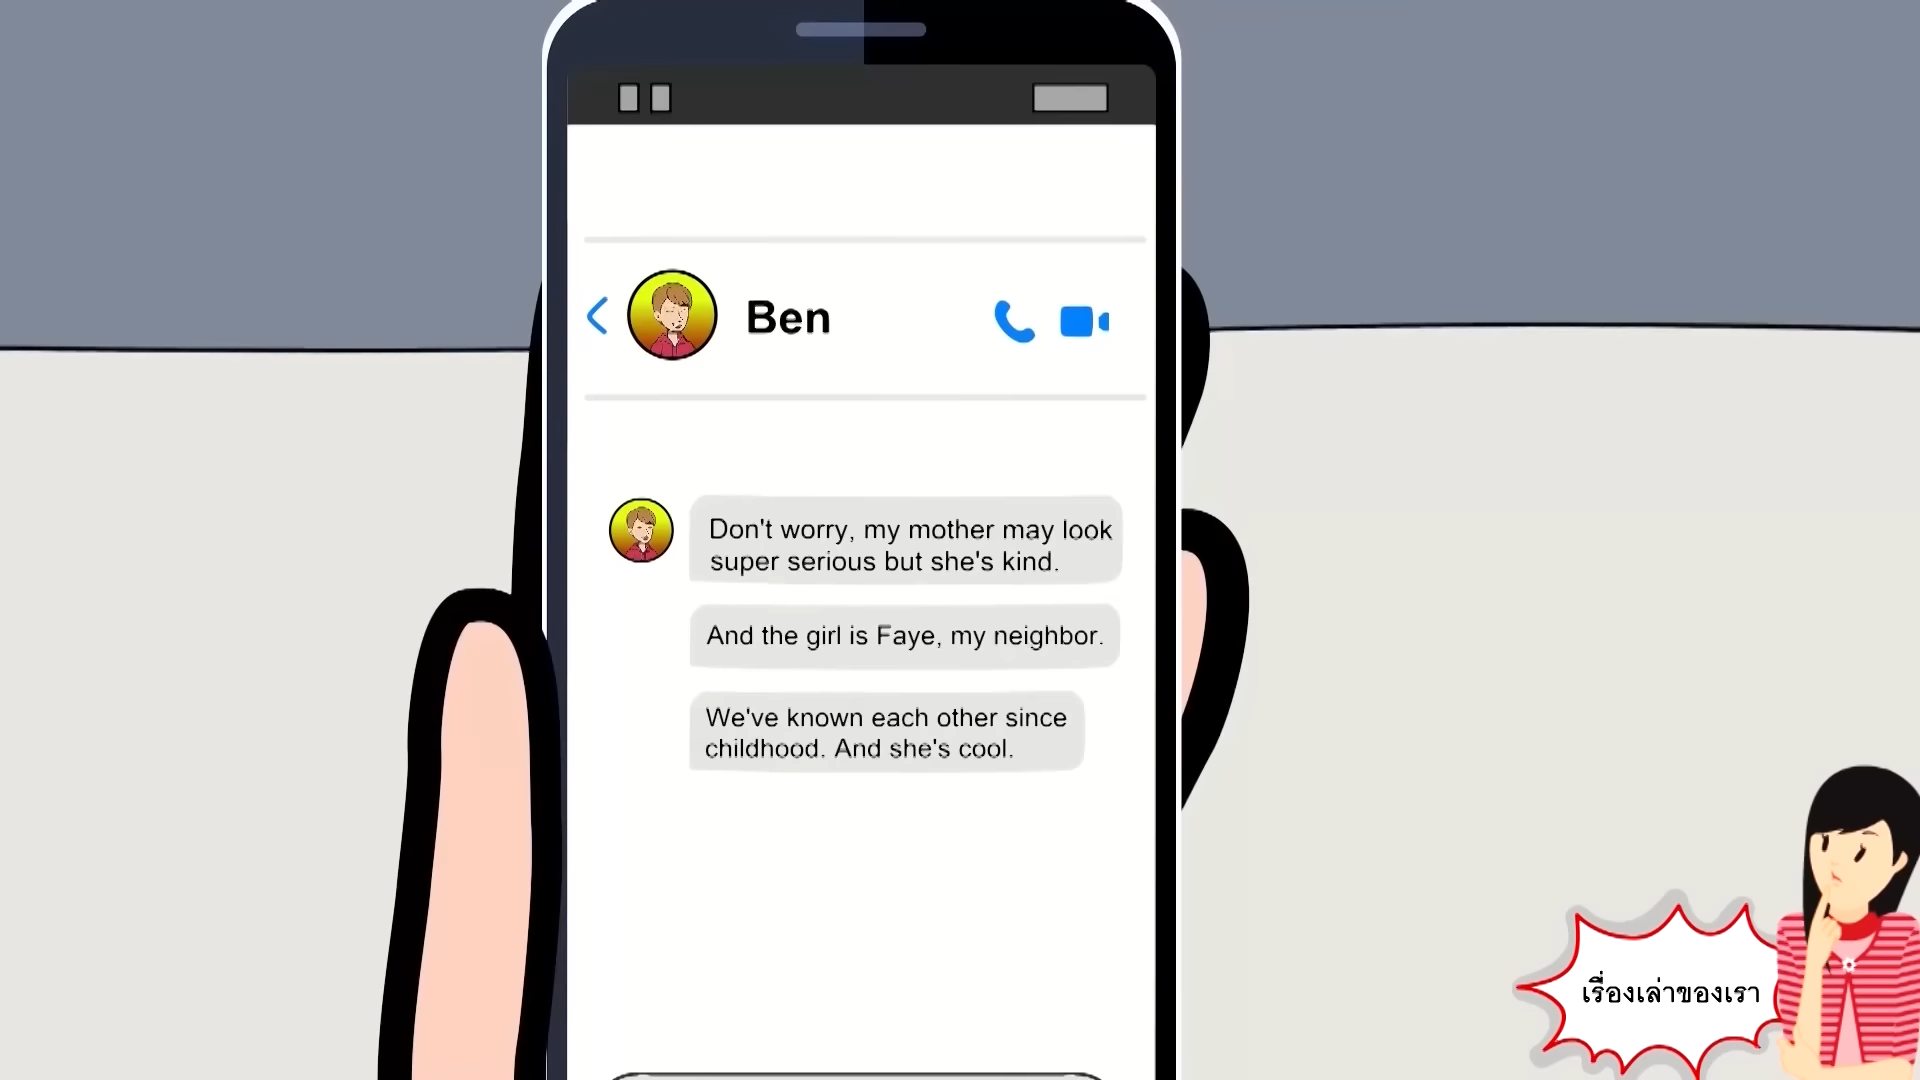 Ben
Don't worry, my mother may look
super serious but she's kind.
And the girl is Faye, my neighbor.
We've known each other since
childhood. And she's cool.
เรื่องเล่าของเรา